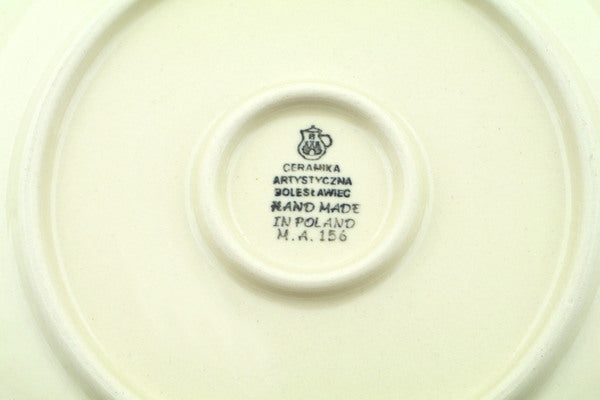 CERAMIKA
ARTYSTYCZNA
BOLESŁAWIEC
HAND MADE
IN POLAND
M.A. 156